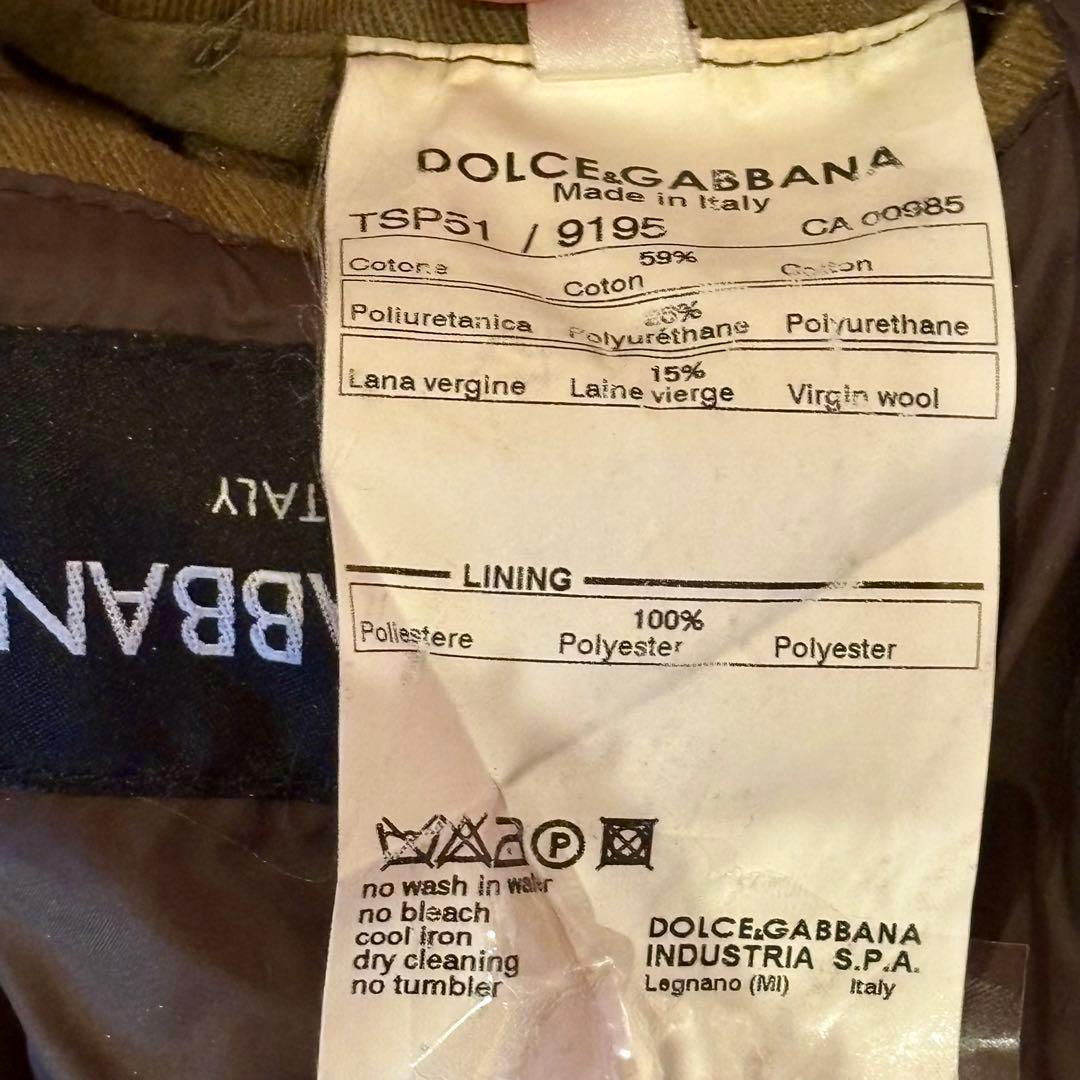 DOLCE&GABBANA
Made in Italy
TSP51 / 9195 CA 00985
59%
Cotone Coton Cotton
26%
Poliuretanica Polyuréthane Polyurethane
15%
Lana vergine Laine vierge Virgin wool
ITALY
ABBAN
LINING
100%
Poliestere Polyester Polyester
P
no wash in water
no bleach
cool iron
dry cleaning
no tumbler
DOLCE&GABBANA
INDUSTRIA S.P.A.
Legnano (MI) Italy